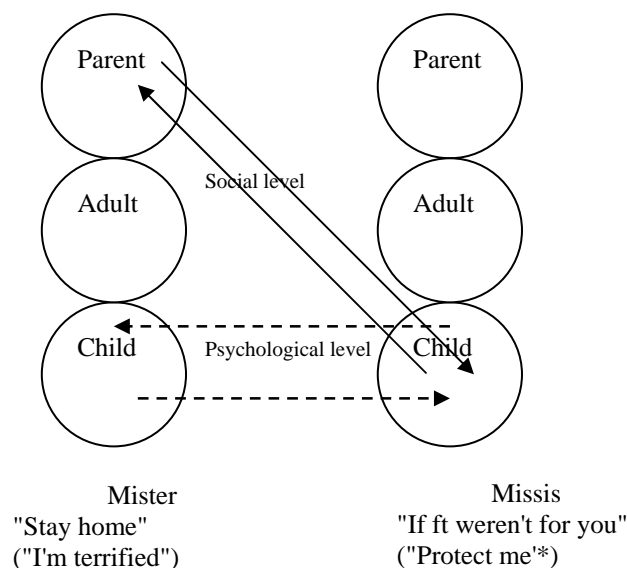 Parent Parent
Social level
Adult Adult
Child Psychological level Child
Mister Missis
"Stay home" "If ft weren't for you"
("I'm terrified") ("Protect me'*)